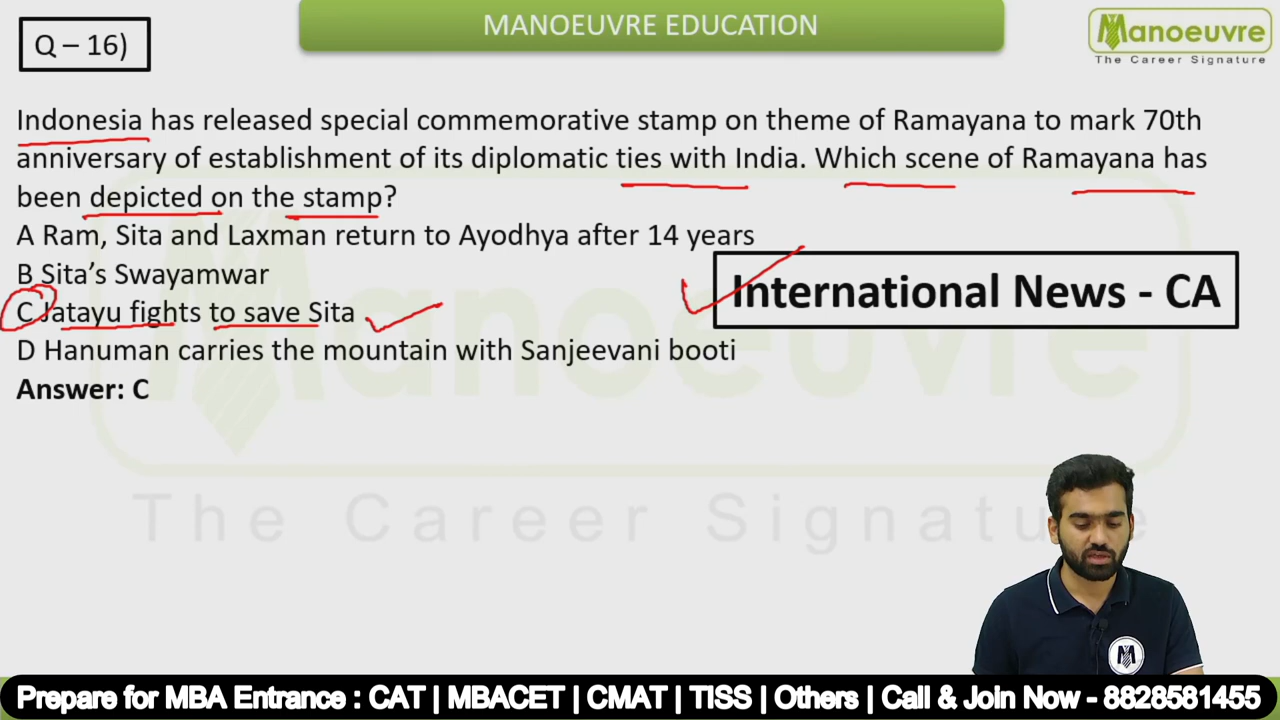 Q – 16)
MANOEUVRE EDUCATION
Manoeuvre
The Career Signature
Indonesia has released special commemorative stamp on theme of Ramayana to mark 70th
anniversary of establishment of its diplomatic ties with India. Which scene of Ramayana has
been depicted on the stamp?
A Ram, Sita and Laxman return to Ayodhya after 14 years
B Sita’s Swayamwar
C Jatayu fights to save Sita
International News - CA
D Hanuman carries the mountain with Sanjeevani booti
Answer: C
Manoeuvre
The Career Signature
M
Prepare for MBA Entrance : CAT | MBACET | CMAT | TISS | Others | Call & Join Now - 8828581455